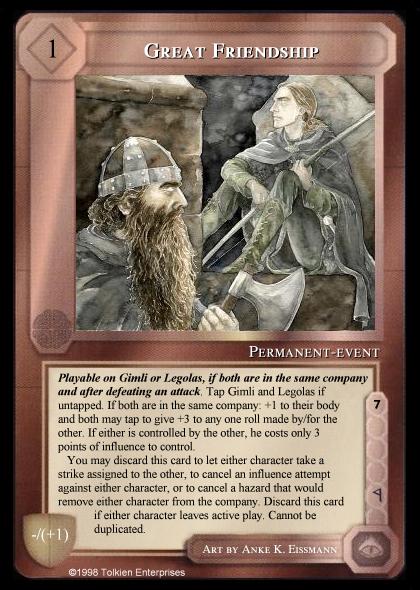 1
GREAT FRIENDSHIP
PERMANENT-EVENT
Playable on Gimli or Legolas, if both are in the same company
and after defeating an attack. Tap Gimli and Legolas if
untapped. If both are in the same company: +1 to their body
and both may tap to give +3 to any one roll made by/for the
other. If either is controlled by the other, he costs only 3
points of influence to control.
You may discard this card to let either character take a
strike assigned to the other, to cancel an influence attempt
against either character, or to cancel a hazard that would
remove either character from the company. Discard this card
if either character leaves active play. Cannot be
duplicated.
7
-/(+1)
ART BY ANKE K. EISSMANN
©1998 Tolkien Enterprises